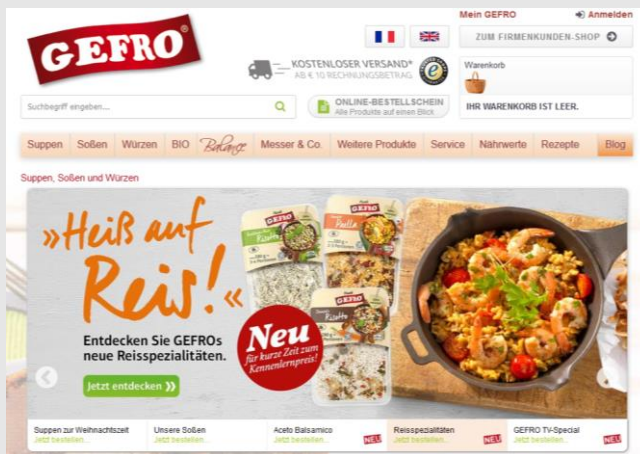 Mein GEFRO
Anmelden
GEFRO®
ZUM FIRMENKUNDEN-SHOP
KOSTENLOSER VERSAND*
AB € 10 RECHNUNGSBETRAG
Warenkorb
Suchbegriff eingeben....
ONLINE-BESTELLSCHEIN
Alle Produkte auf einen Blick
IHR WARENKORB IST LEER.
Suppen Soßen Würzen BIO Balance Messer & Co. Weitere Produkte Service Nährwerte Rezepte Blog
Suppen, Soßen und Würzen
»Heiß auf
Reis!«
Entdecken Sie GEFROs
neue Reisspezialitäten.
Jetzt entdecken
GEFRO
Risotto
GEFRO
Paella
GEFRO
Risotto
Neu
für kurze Zeit zum
Kennenlernpreis!
Suppen zur Weihnachtszeit
Jetzt bestellen...
Unsere Soßen
Jetzt bestellen...
Aceto Balsamico
Jetzt bestellen...
NEU
Reisspezialitäten
Jetzt bestellen...
NEU
GEFRO TV-Special
Jetzt bestellen...
NEU